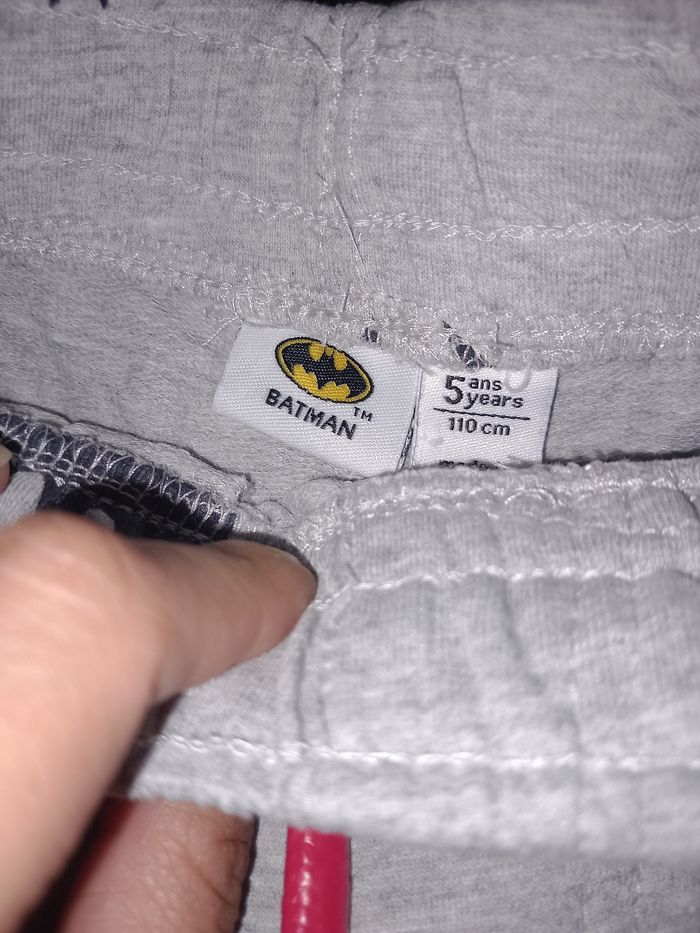 BATMAN™
5 ans
years
110 cm